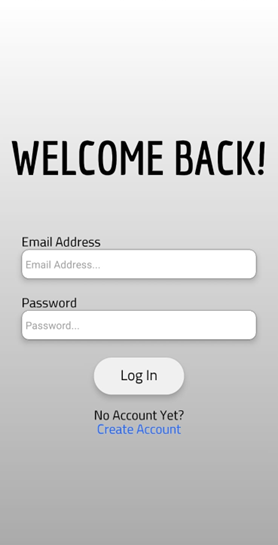 WELCOME BACK!
Email Address
Email Address...
Password
Password...
Log In
No Account Yet?
Create Account